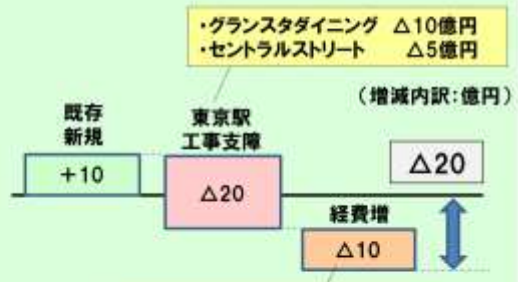 ・グランスタダイニング △10億円
・セントラルストリート △5億円
(増減内訳:億円)
既存
新規
東京駅
工事支障
+10
△20
△20
経費増
△10